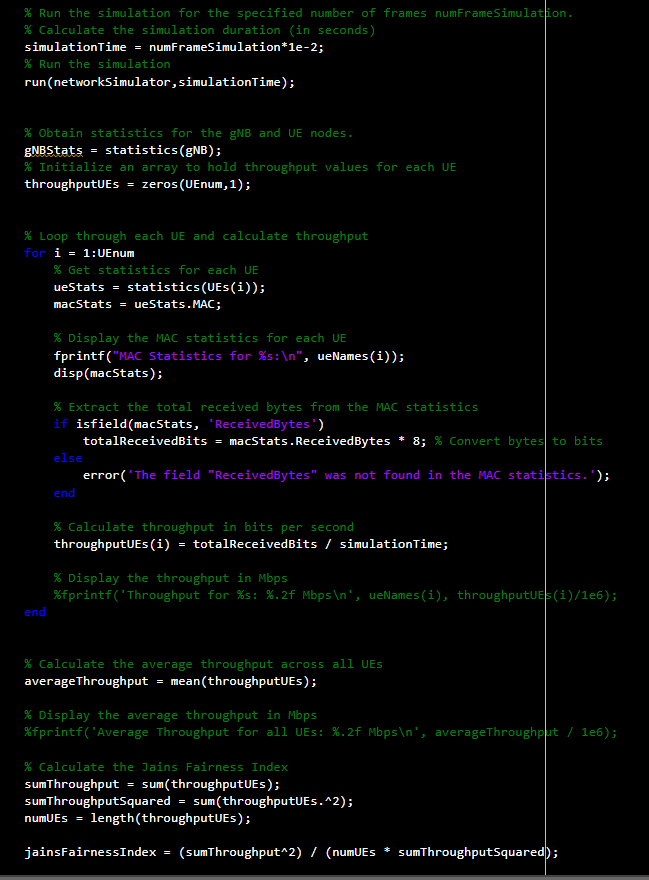 % Run the simulation for the specified number of frames numFrameSimulation.
% Calculate the simulation duration (in seconds)
simulationTime = numFrameSimulation*1e-2;
% Run the simulation
run(networkSimulator,simulationTime);
% Obtain statistics for the gNB and UE nodes.
gNBStats = statistics(gNB);
% Initialize an array to hold throughput values for each UE
throughputUEs = zeros(UEnum,1);
% Loop through each UE and calculate throughput
for i = 1:UEnum
% Get statistics for each UE
ueStats = statistics(UEs(i));
macStats = ueStats.MAC;
% Display the MAC statistics for each UE
fprintf("MAC Statistics for %s:\n", ueNames(i));
disp(macStats);
% Extract the total received bytes from the MAC statistics
if isfield(macStats, 'ReceivedBytes')
totalReceivedBits = macStats.ReceivedBytes * 8; % Convert bytes to bits
else
error('The field "ReceivedBytes" was not found in the MAC statistics.');
end
% Calculate throughput in bits per second
throughputUEs(i) = totalReceivedBits / simulationTime;
% Display the throughput in Mbps
%fprintf('Throughput for %s: %.2f Mbps\n', ueNames(i), throughputUEs(i)/1e6);
end
% Calculate the average throughput across all UEs
averageThroughput = mean(throughputUEs);
% Display the average throughput in Mbps
%fprintf('Average Throughput for all UEs: %.2f Mbps\n', averageThroughput / 1e6);
% Calculate the Jains Fairness Index
sumThroughput = sum(throughputUEs);
sumThroughputSquared = sum(throughputUEs.^2);
numUEs = length(throughputUEs);
jainsFairnessIndex = (sumThroughput^2) / (numUEs * sumThroughputSquared);